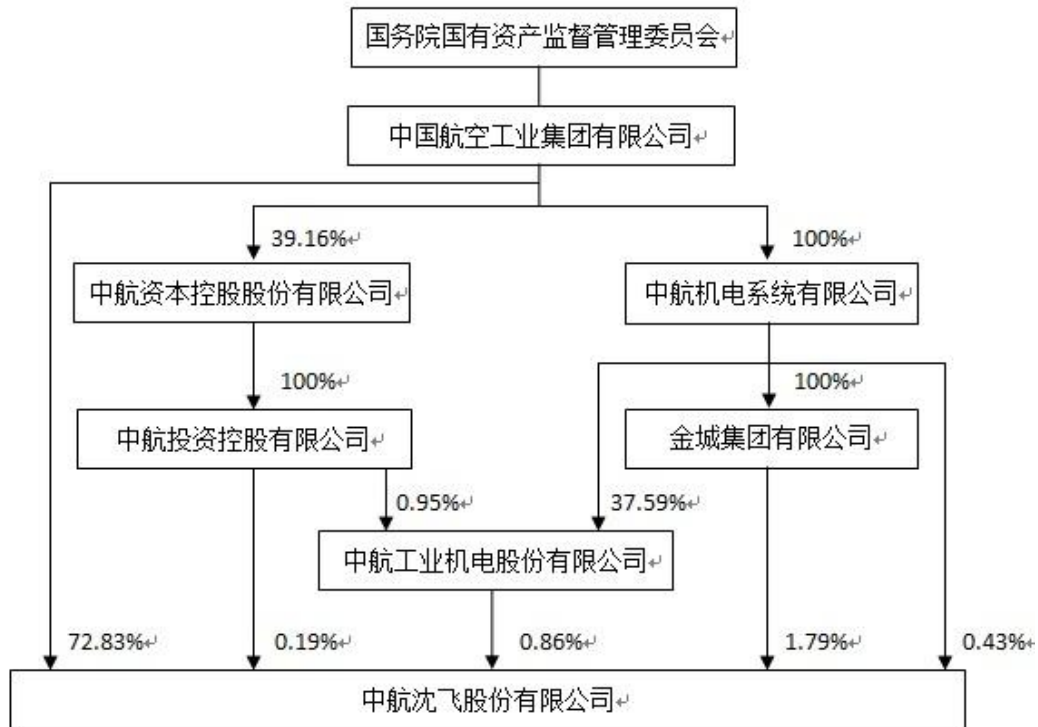 国务院国有资产监督管理委员会
中国航空工业集团有限公司
39.16%
100%
中航资本控股股份有限公司
中航机电系统有限公司
100%
100%
中航投资控股有限公司
金城集团有限公司
0.95%
37.59%
中航工业机电股份有限公司
72.83%
0.19%
0.86%
1.79%
0.43%
中航沈飞股份有限公司